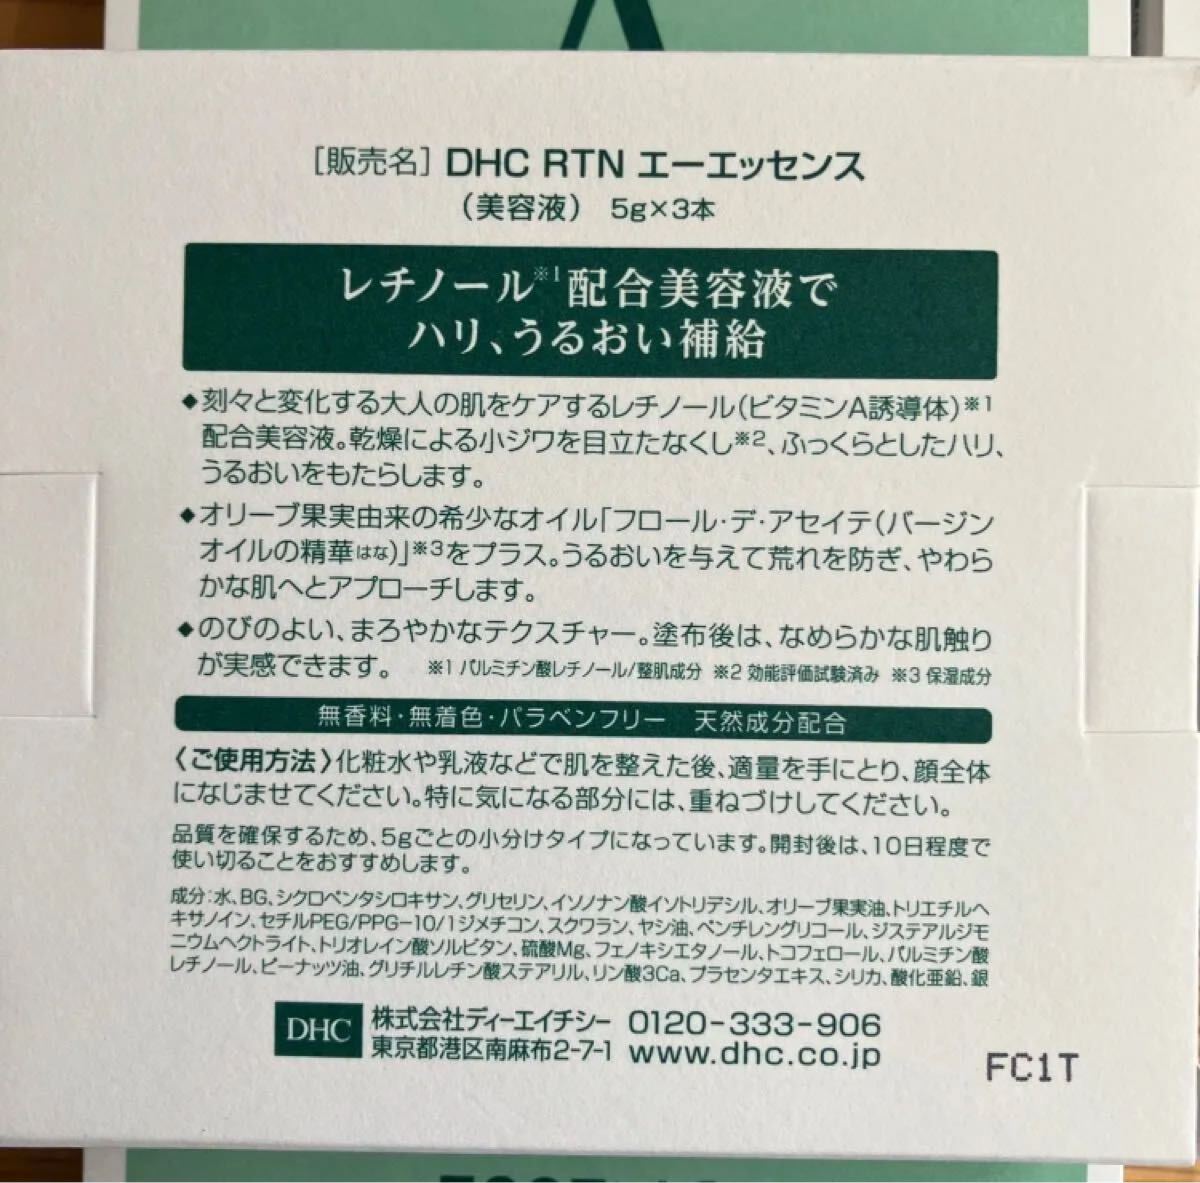 A
[販売名] DHC RTN エーエッセンス
(美容液) 5g×3本
レチノール※1配合美容液で
ハリ、うるおい補給
◆刻々と変化する大人の肌をケアするレチノール(ビタミンA誘導体)※1
配合美容液。乾燥による小ジワを目立たなくし※2、ふっくらとしたハリ、
うるおいをもたらします。
◆オリーブ果実由来の希少なオイル「フロール・デ・アセイテ(バージン
オイルの精華はな)」※3をプラス。うるおいを与えて荒れを防ぎ、やわら
かな肌へとアプローチします。
◆のびのよい、まろやかなテクスチャー。塗布後は、なめらかな肌触り
が実感できます。 ※1 パルミチン酸レチノール/整肌成分 ※2 効能評価試験済み ※3 保湿成分
無香料・無着色・パラベンフリー 天然成分配合
〈ご使用方法〉化粧水や乳液などで肌を整えた後、適量を手にとり、顔全体
になじませてください。特に気になる部分には、重ねづけしてください。
品質を確保するため、5gごとの小分けタイプになっています。開封後は、10日程度で
使い切ることをおすすめします。
成分:水、BG、シクロペンタシロキサン、グリセリン、イソノナン酸イソトリデシル、オリーブ果実油、トリエチルヘ
キサノイン、セチルPEG/PPG-10/1ジメチコン、スクワラン、ヤシ油、ペンチレングリコール、ジステアルジモ
ニウムヘクトライト、トリオレイン酸ソルビタン、硫酸Mg、フェノキシエタノール、トコフェロール、パルミチン酸
レチノール、ピーナッツ油、グリチルレチン酸ステアリル、リン酸3Ca、プラセンタエキス、シリカ、酸化亜鉛、銀
DHC 株式会社ディーエイチシー 0120-333-906
東京都港区南麻布2-7-1 www.dhc.co.jp
FC1T